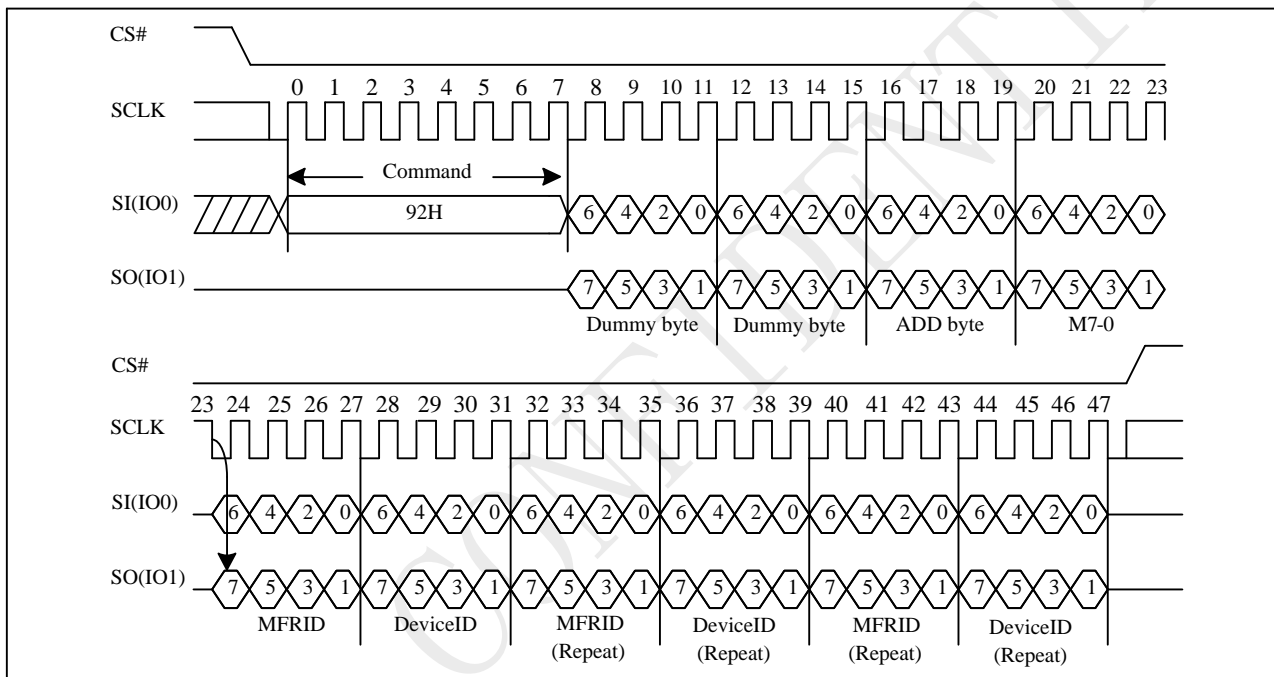 CS#
0 1 2 3 4 5 6 7 8 9 10 11 12 13 14 15 16 17 18 19 20 21 22 23
SCLK
Command
SI(IO0)
92H
6 4 2 0 6 4 2 0 6 4 2 0 6 4 2 0
SO(IO1)
7 5 3 1 7 5 3 1 7 5 3 1 7 5 3 1
Dummy byte Dummy byte ADD byte M7-0
CS#
23 24 25 26 27 28 29 30 31 32 33 34 35 36 37 38 39 40 41 42 43 44 45 46 47
SCLK
SI(IO0)
6 4 2 0 6 4 2 0 6 4 2 0 6 4 2 0 6 4 2 0 6 4 2 0
SO(IO1)
7 5 3 1 7 5 3 1 7 5 3 1 7 5 3 1 7 5 3 1 7 5 3 1
MFRID DeviceID MFRID DeviceID MFRID DeviceID
(Repeat) (Repeat) (Repeat) (Repeat)
CONFIDENTI